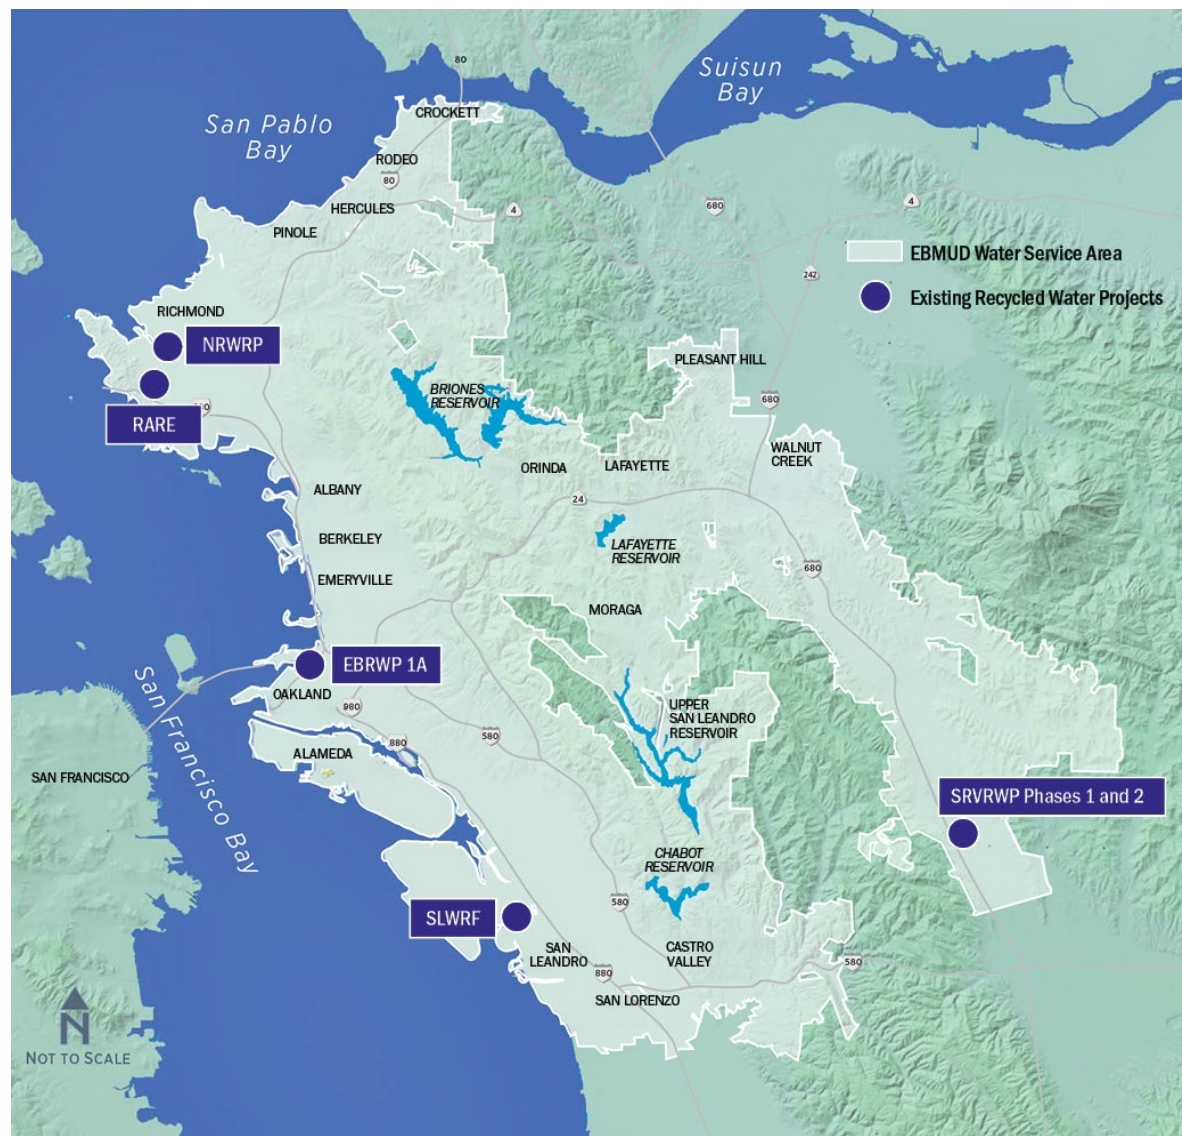 80
Suisun
Bay
San Pablo
Bay
CROCKETT
RODEO
80
HERCULES
4
680
4
PINOLE
EBMUD Water Service Area
242
Existing Recycled Water Projects
RICHMOND
NRWRP
PLEASANT HILL
BRIONES
RESERVOIR
680
RARE
WALNUT
CREEK
ORINDA
LAFAYETTE
ALBANY
24
BERKELEY
LAFAYETTE
RESERVOIR
EMERYVILLE
680
MORAGA
EBRWP 1A
OAKLAND
San Francisco Bay
980
UPPER
SAN LEANDRO
RESERVOIR
580
880
ALAMEDA
SAN FRANCISCO
SRVRWP Phases 1 and 2
CHABOT
RESERVOIR
580
SLWRF
SAN
LEANDRO
CASTRO
VALLEY
580
880
SAN LORENZO
N
NOT TO SCALE